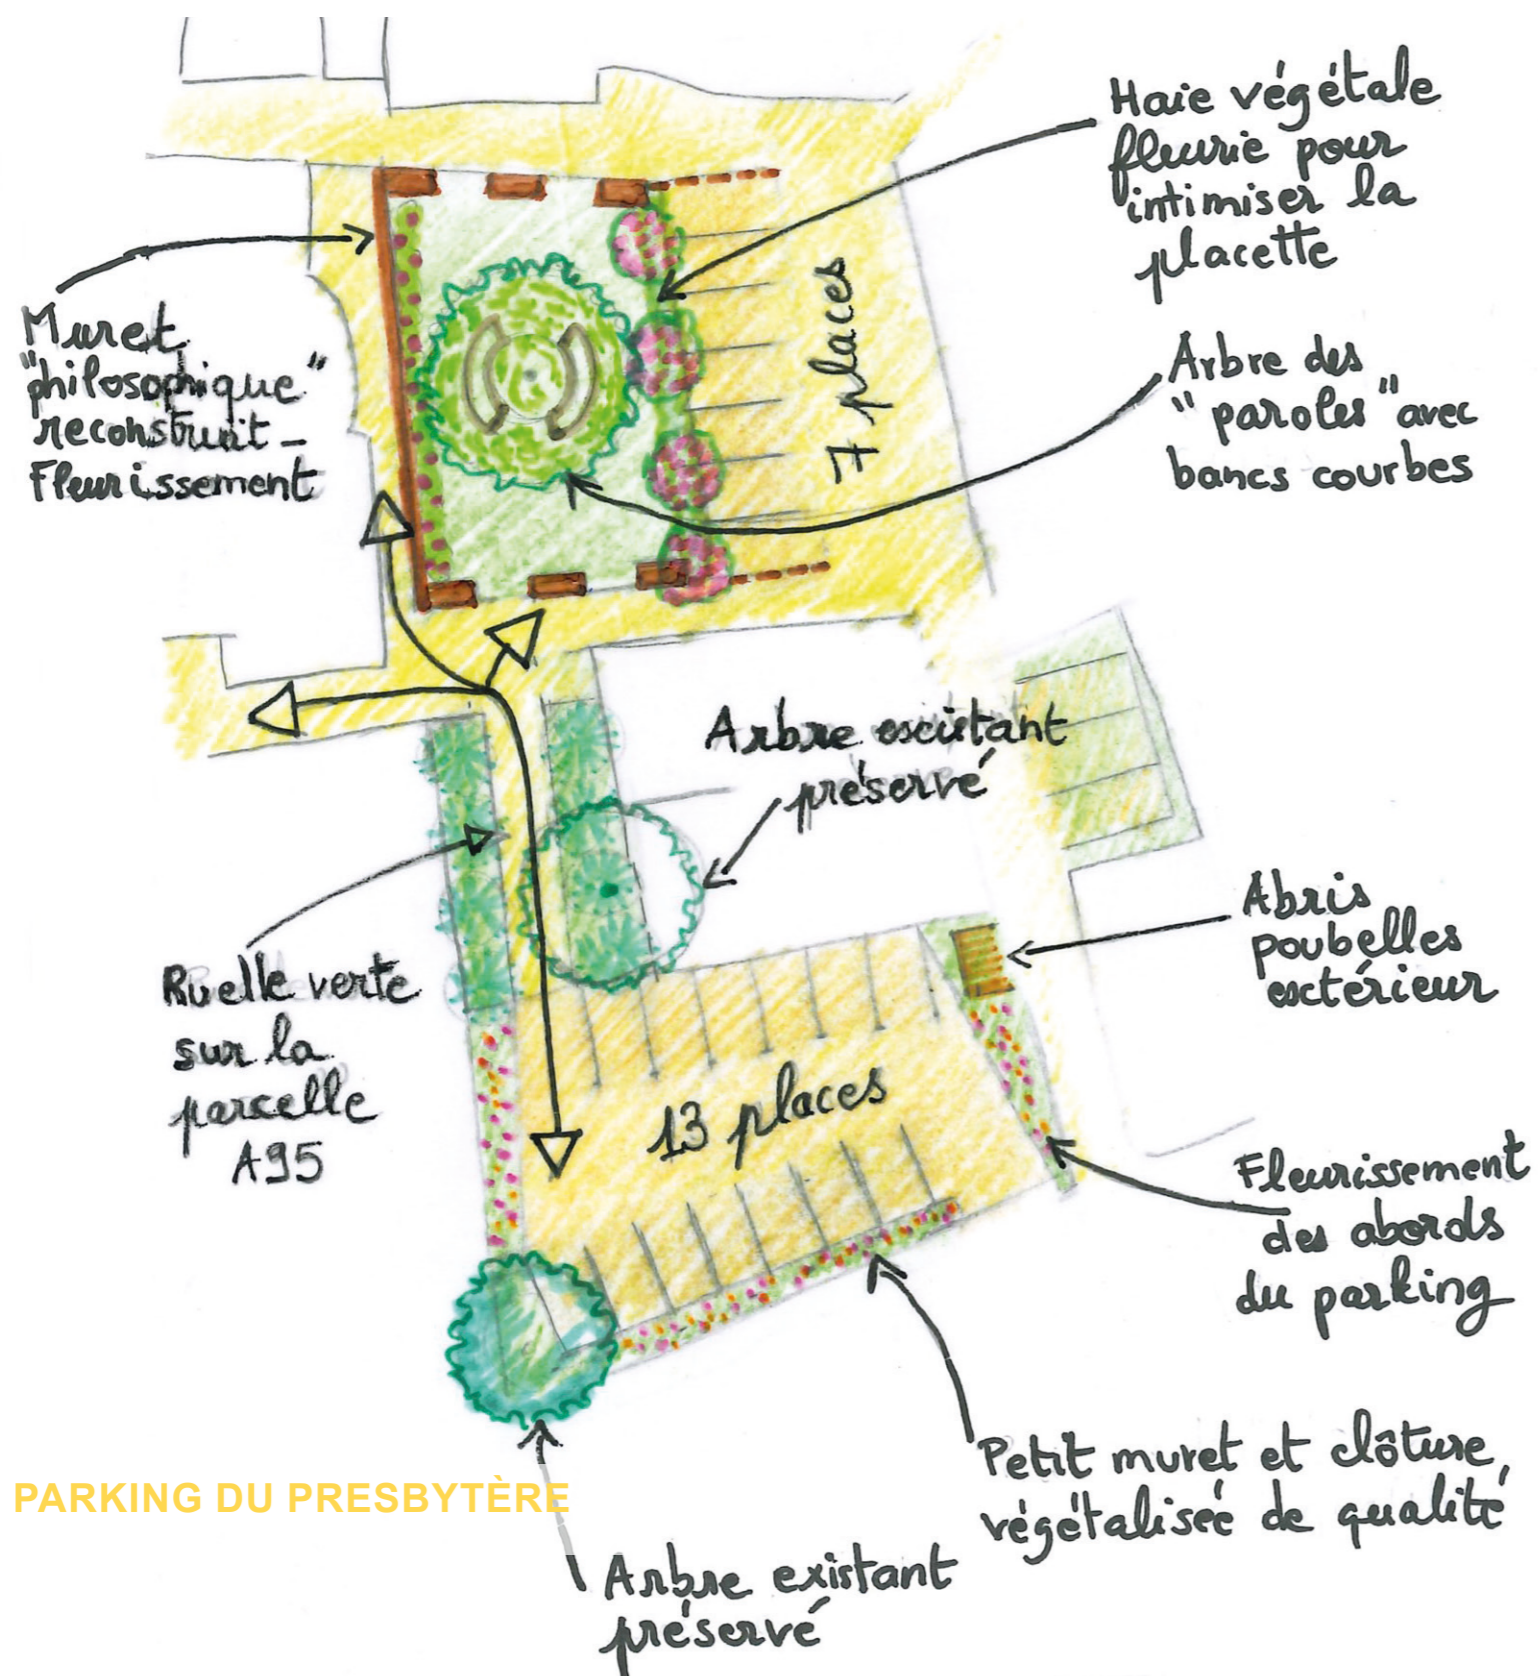 Haie végétale
fleurie pour
intimiser la
placette
Muret
"philosophique"
reconstruit -
Fleurissement
7 places
Arbre des
"paroles" avec
bancs courbes
Arbre existant
préservé
Abris
poubelles
extérieur
Ruelle verte
sur la
parcelle
A95
13 places
Fleurissement
des abords
du parking
Petit muret et clôture
végétalisée de qualité
PARKING DU PRESBYTÈRE
Arbre existant
préservé